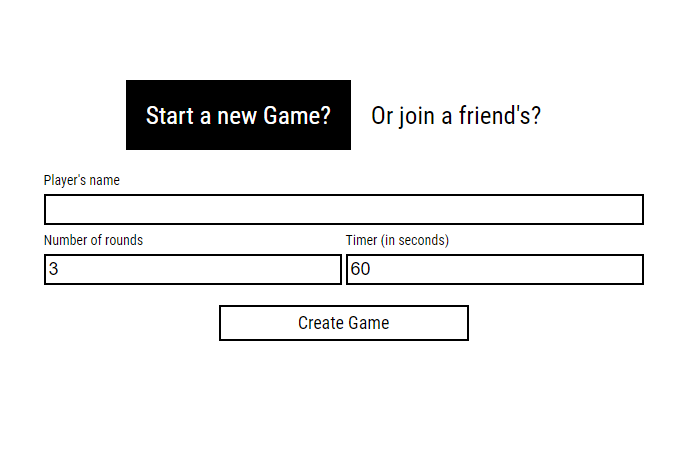 Start a new Game? Or join a friend's?
Player's name
Number of rounds Timer (in seconds)
3 60
Create Game